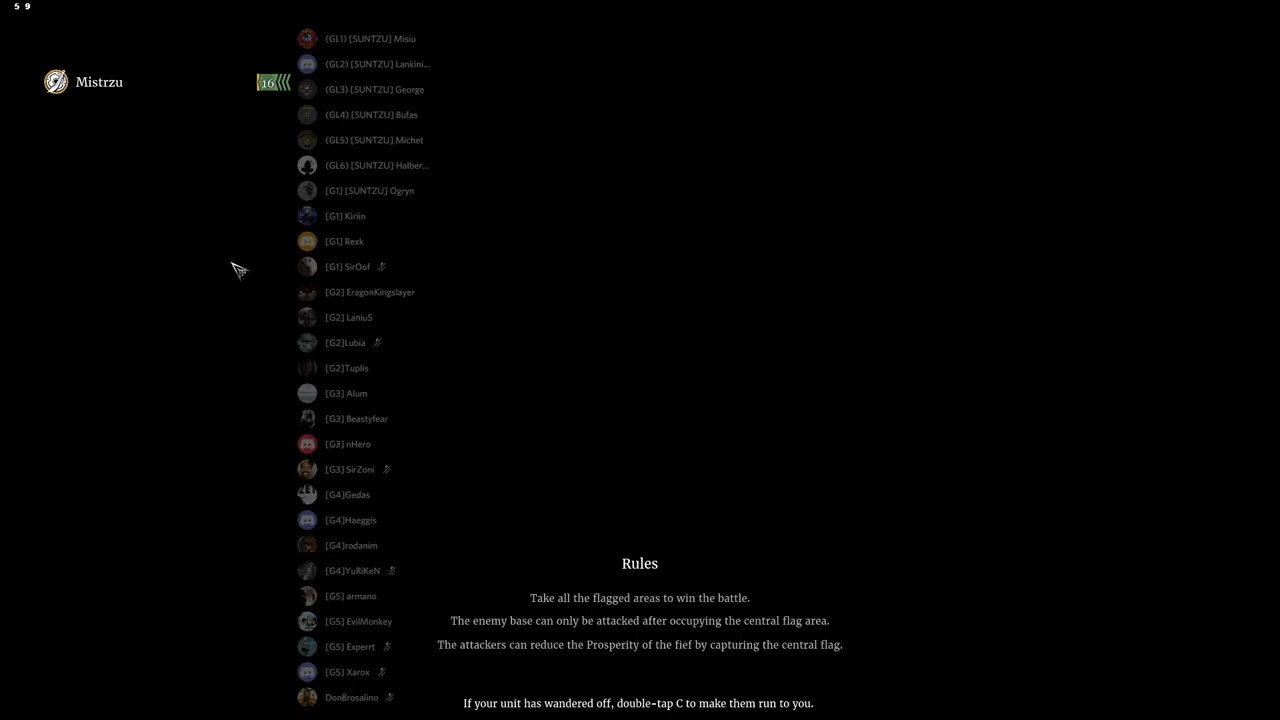 59
Mistrzu
16
(GL1) [SUNTZU] Misiu
(GL2) [SUNTZU] Lankini...
(GL3) [SUNTZU] George
(GL4) [SUNTZU] Bufas
(GL5) [SUNTZU] Michet
(GL6) [SUNTZU] Halber...
[G1] [SUNTZU] Ogryn
[G1] Kiriin
[G1] Rexk
[G1] SirOof
[G2] EragonKingslayer
[G2] LaniuS
[G2]Lubia
[G2]Tuplis
[G3] Alum
[G3] Beastyfear
[G3] nHero
[G3] SirZoni
[G4]Gedas
[G4]Haeggis
[G4]rodanim
[G4]YuRiKeN
[G5] armano
[G5] EvilMonkey
[G5] Experrt
[G5] Xarox
DonBrosalino
Rules
Take all the flagged areas to win the battle.
The enemy base can only be attacked after occupying the central flag area.
The attackers can reduce the Prosperity of the fief by capturing the central flag.
If your unit has wandered off, double-tap C to make them run to you.